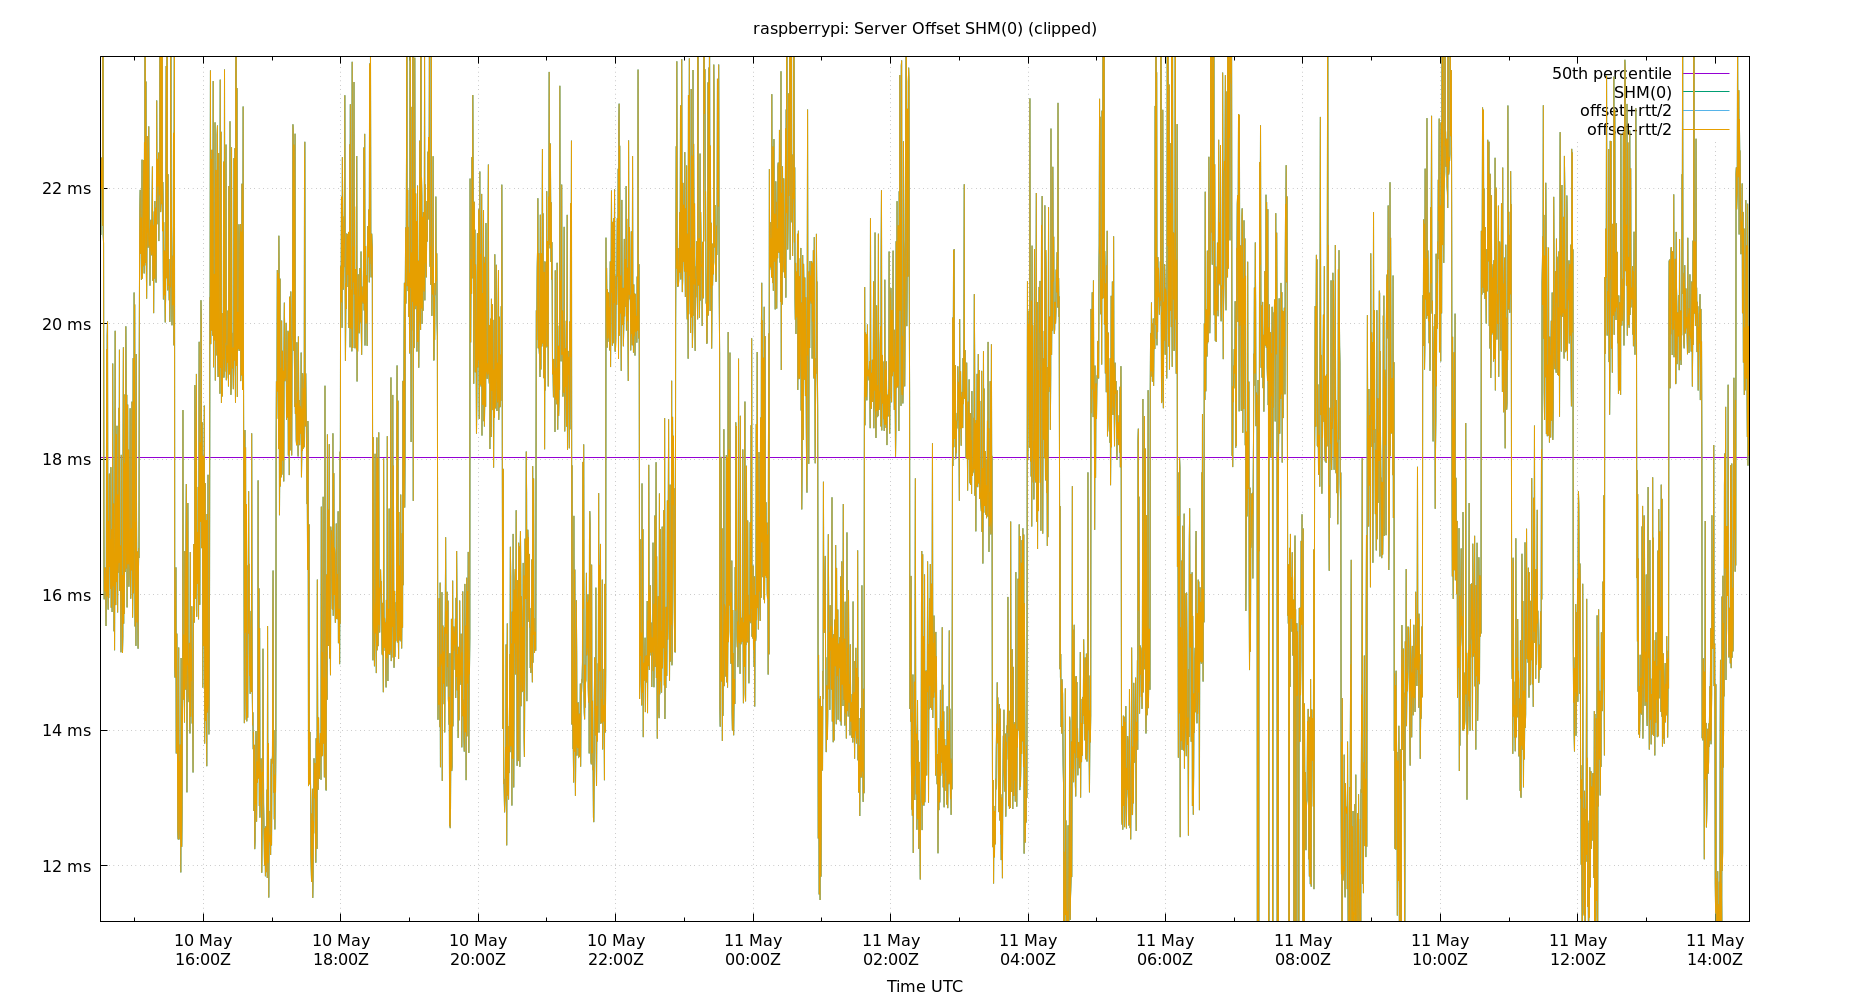 raspberrypi: Server Offset SHM(0) (clipped)
50th percentile
SHM(0)
offset+rtt/2
offset-rtt/2
22 ms
20 ms
18 ms
16 ms
14 ms
12 ms
10 May 10 May 10 May 10 May 11 May 11 May 11 May 11 May 11 May 11 May 11 May 11 May
16:00Z 18:00Z 20:00Z 22:00Z 00:00Z 02:00Z 04:00Z 06:00Z 08:00Z 10:00Z 12:00Z 14:00Z
Time UTC